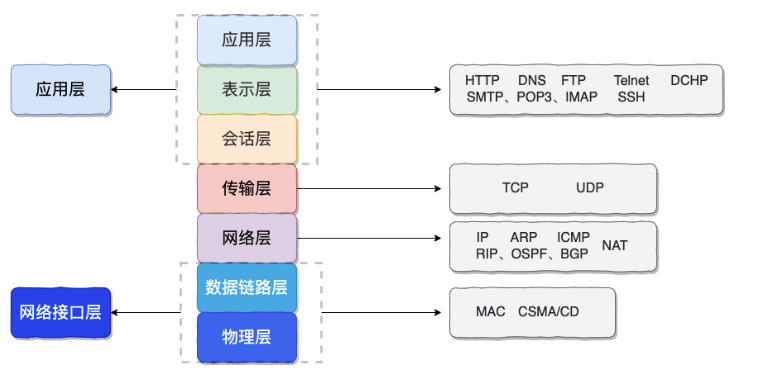 应用层
应用层
表示层
会话层
HTTP DNS FTP Telnet DCHP
SMTP、POP3、IMAP SSH
传输层
TCP UDP
网络层
IP ARP ICMP
NAT
RIP、OSPF、BGP
网络接口层
数据链路层
物理层
MAC CSMA/CD